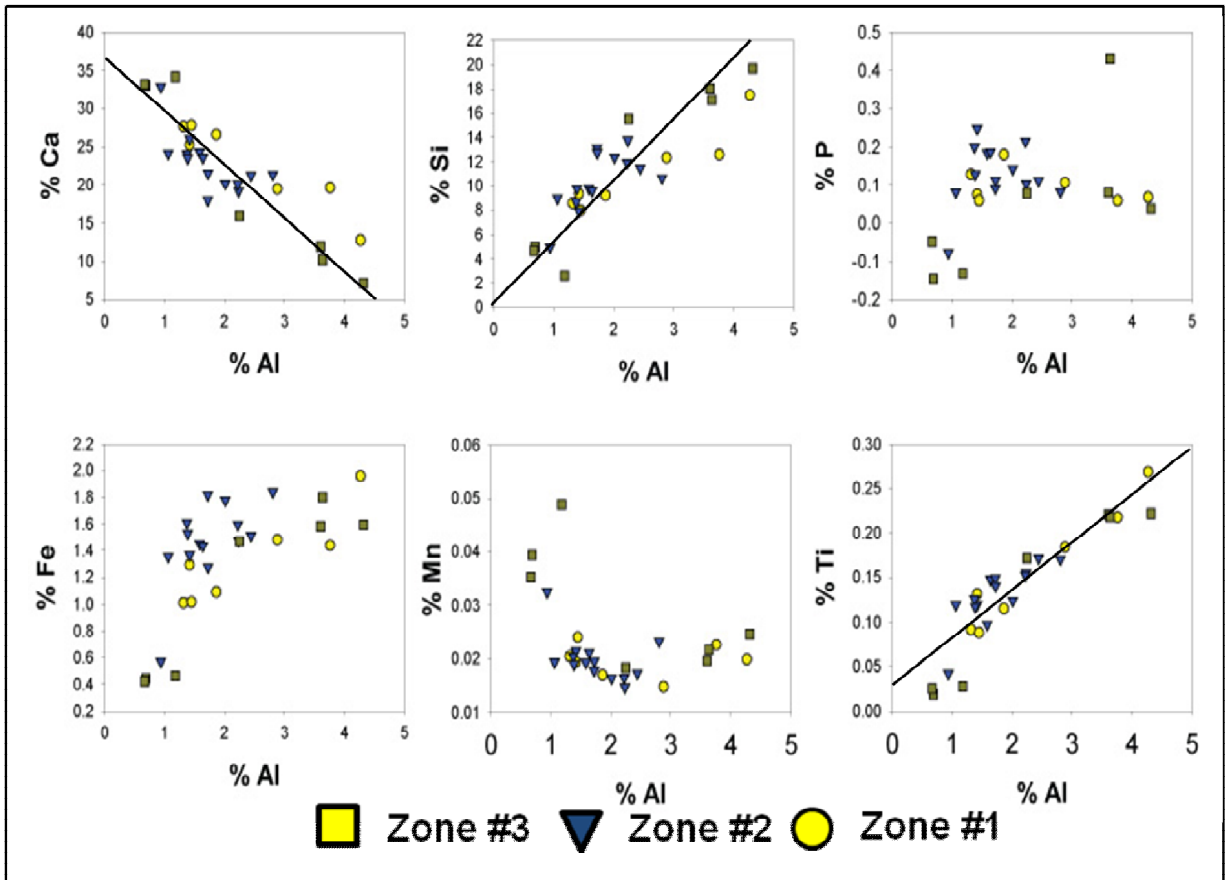 40
35
30
25
20
15
10
5
% Ca
0 1 2 3 4 5
% Al
22
20
18
16
14
12
10
8
6
4
2
0
% Si
0 1 2 3 4 5
% Al
0.5
0.4
0.3
0.2
0.1
0.0
-0.1
-0.2
% P
0 1 2 3 4 5
% Al
2.2
2.0
1.8
1.6
1.4
1.2
1.0
0.8
0.6
0.4
0.2
% Fe
0 1 2 3 4 5
% Al
0.06
0.05
0.04
0.03
0.02
0.01
% Mn
0 1 2 3 4 5
% Al
0.30
0.25
0.20
0.15
0.10
0.05
0.00
% Ti
0 1 2 3 4 5
% Al
Zone #3 Zone #2 Zone #1